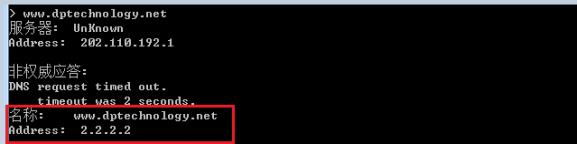 > www.dptechnology.net
服务器:  UnKnown
Address:  202.110.192.1
非权威应答:
DNS request timed out.
    timeout was 2 seconds.
名称:    www.dptechnology.net
Address:  2.2.2.2